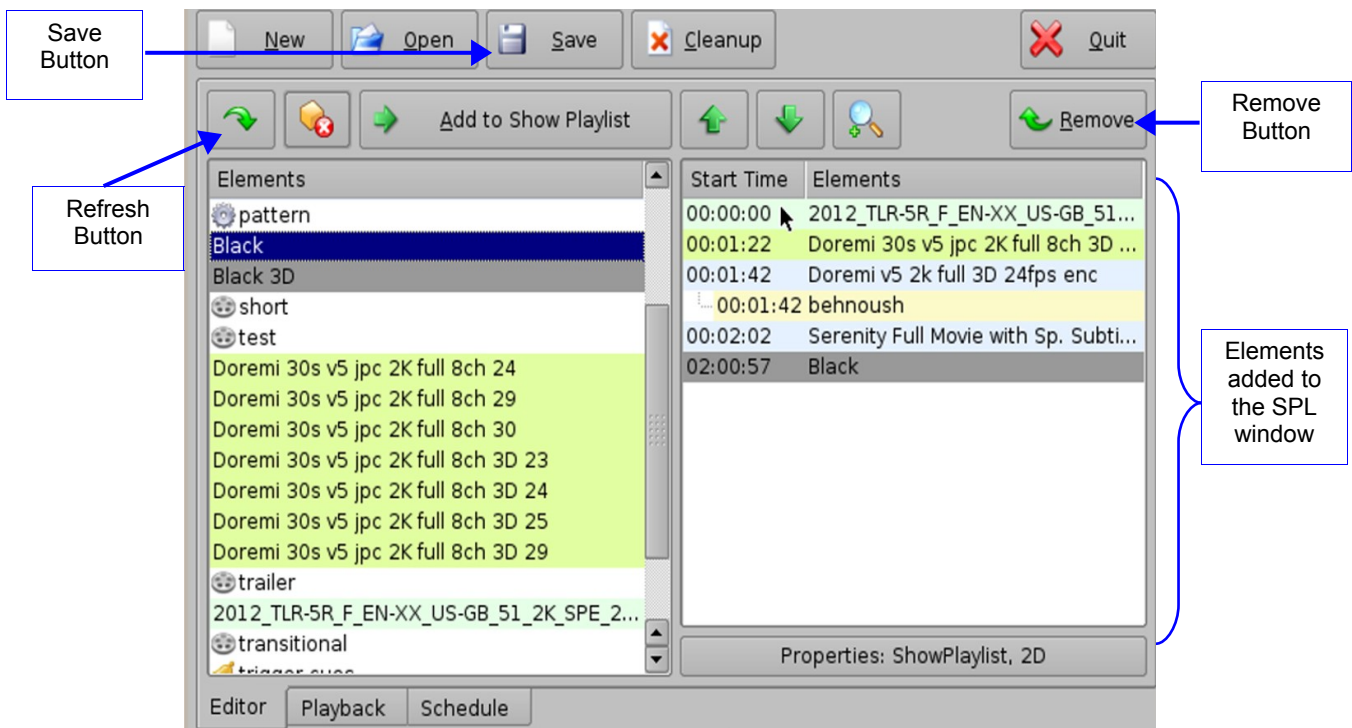 Save
Button
New
Open
Save
Cleanup
Quit
Add to Show Playlist
Remove
Remove
Button
Refresh
Button
Elements
pattern
Black
Black 3D
short
test
Doremi 30s v5 jpc 2K full 8ch 24
Doremi 30s v5 jpc 2K full 8ch 29
Doremi 30s v5 jpc 2K full 8ch 30
Doremi 30s v5 jpc 2K full 8ch 3D 23
Doremi 30s v5 jpc 2K full 8ch 3D 24
Doremi 30s v5 jpc 2K full 8ch 3D 25
Doremi 30s v5 jpc 2K full 8ch 3D 29
trailer
2012_TLR-5R_F_EN-XX_US-GB_51_2K_SPE_2...
transitional
trigger cues
Start Time Elements
00:00:00 2012_TLR-5R_F_EN-XX_US-GB_51...
00:01:22 Doremi 30s v5 jpc 2K full 8ch 3D ...
00:01:42 Doremi v5 2k full 3D 24fps enc
00:01:42 behnoush
00:02:02 Serenity Full Movie with Sp. Subti...
02:00:57 Black
Properties: ShowPlaylist, 2D
Elements
added to
the SPL
window
Editor
Playback
Schedule